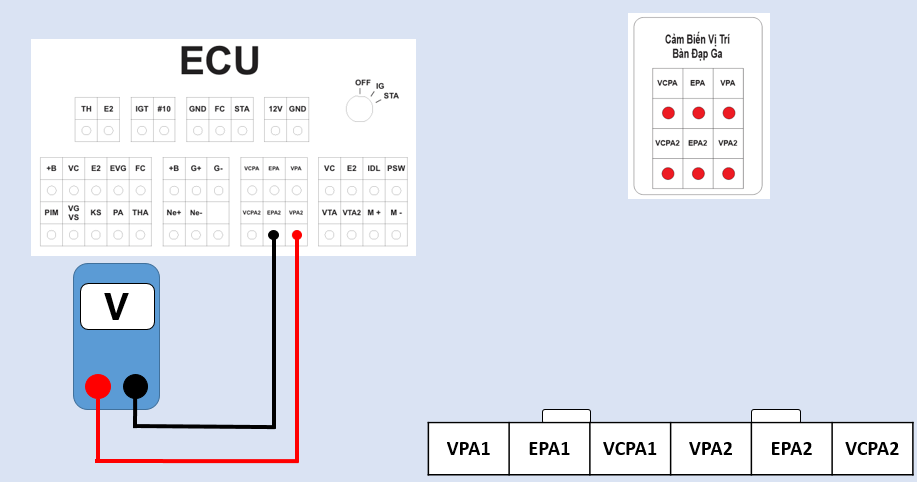 ECU
OFF
IG
STA
TH E2 IGT #10 GND FC STA 12V GND
+B VC E2 EVG FC +B G+ G- VCPA EPA VPA VC E2 IDL PSW
PIM VG VS KS PA THA Ne+ Ne- VCPA2 EPA2 VPA2 VTA VTA2 M + M -
V
Cảm Biến Vị Trí
Bàn Đạp Ga
VCPA EPA VPA
VCPA2 EPA2 VPA2
VPA1 EPA1 VCPA1 VPA2 EPA2 VCPA2